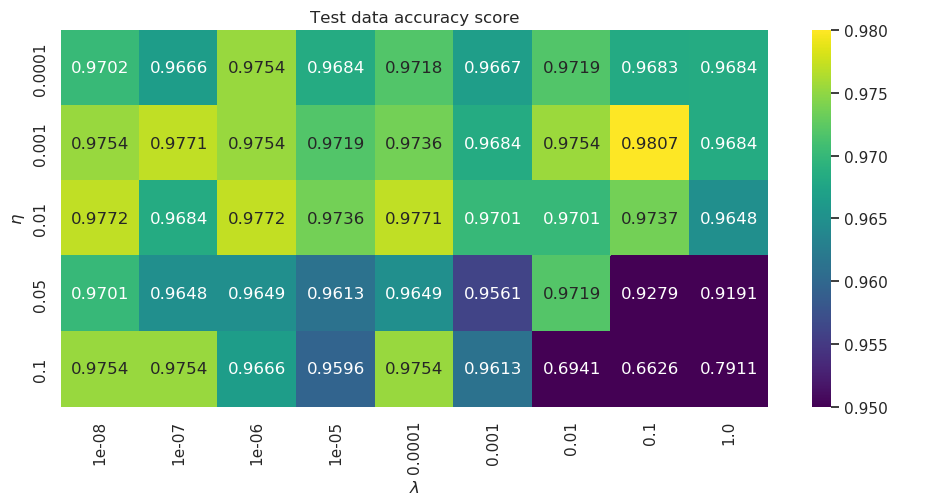 Test data accuracy score
0.0001 0.9702 0.9666 0.9754 0.9684 0.9718 0.9667 0.9719 0.9683 0.9684
0.001 0.9754 0.9771 0.9754 0.9719 0.9736 0.9684 0.9754 0.9807 0.9684
η 0.01 0.9772 0.9684 0.9772 0.9736 0.9771 0.9701 0.9701 0.9737 0.9648
0.05 0.9701 0.9648 0.9649 0.9613 0.9649 0.9561 0.9719 0.9279 0.9191
0.1 0.9754 0.9754 0.9666 0.9596 0.9754 0.9613 0.6941 0.6626 0.7911
1e-08 1e-07 1e-06 1e-05 0.0001 0.001 0.01 0.1 1.0
λ
0.980
0.975
0.970
0.965
0.960
0.955
0.950